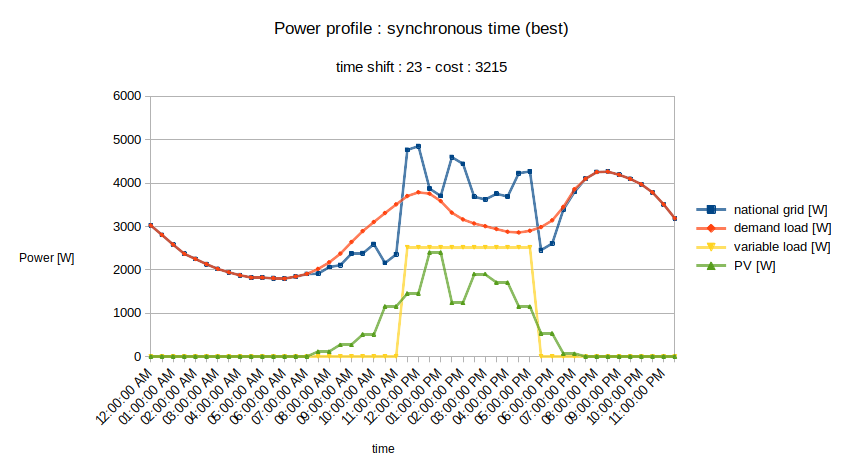 Power profile : synchronous time (best)
time shift : 23 - cost : 3215
6000
5000
4000
3000
2000
1000
0
Power [W]
national grid [W]
demand load [W]
variable load [W]
PV [W]
12:00:00 AM
01:00:00 AM
02:00:00 AM
03:00:00 AM
04:00:00 AM
05:00:00 AM
06:00:00 AM
07:00:00 AM
08:00:00 AM
09:00:00 AM
10:00:00 AM
11:00:00 AM
12:00:00 PM
01:00:00 PM
02:00:00 PM
03:00:00 PM
04:00:00 PM
05:00:00 PM
06:00:00 PM
07:00:00 PM
08:00:00 PM
09:00:00 PM
10:00:00 PM
11:00:00 PM
time